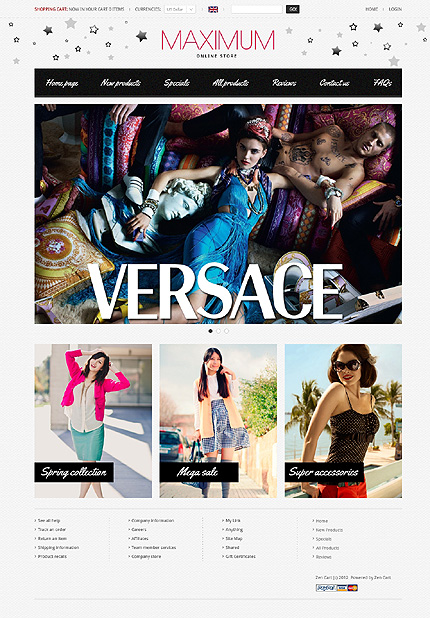 SHOPPING CART: NOW IN YOUR CART 0 ITEMS
CURRENCIES: US Dollar
GO!
HOME
LOGIN
MAXIMUM
ONLINE STORE
Home page
New products
Specials
All products
Reviews
Contact us
FAQs
VERSACE
Spring collection
Mega sale
Super accessories
See all help
Track an order
Return an item
Shipping Information
Product recalls
Company Information
Careers
Affiliates
Team member services
Company store
My Link
Anything
Site Map
Shared
Gift Certificates
Home
New Products
Specials
All Products
Reviews
Zen Cart (c) 2012, Powered by Zen Cart
PayPal